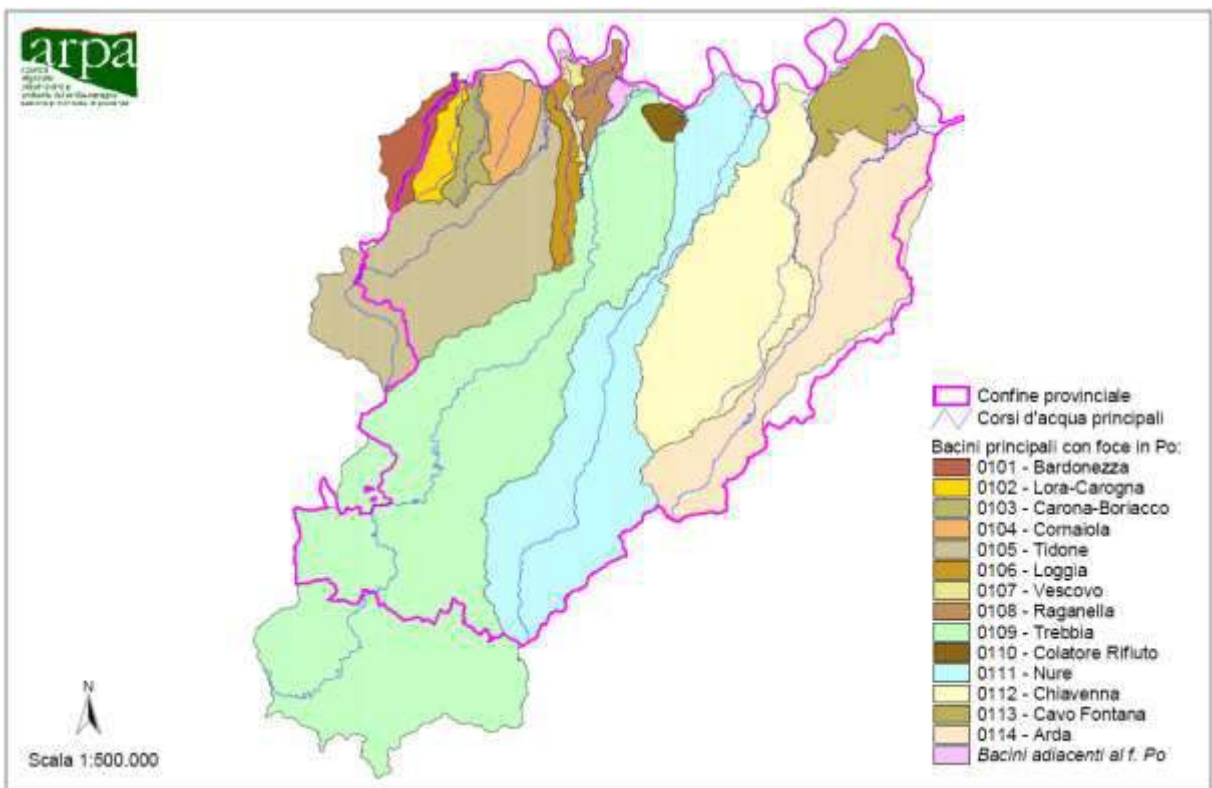 arpa
Confine provinciale
Corsi d'acqua principali
Bacini principali con foce in Po:
0101 - Bardonezza
0102 - Lora-Carogna
0103 - Carona-Boriacco
0104 - Cornaiola
0105 - Tidone
0106 - Loggia
0107 - Vescovo
0108 - Raganella
0109 - Trebbia
0110 - Colatore Rifiuto
0111 - Nure
0112 - Chiavenna
0113 - Cavo Fontana
0114 - Arda
Bacini adiacenti al f. Po
N
Scala 1:500.000